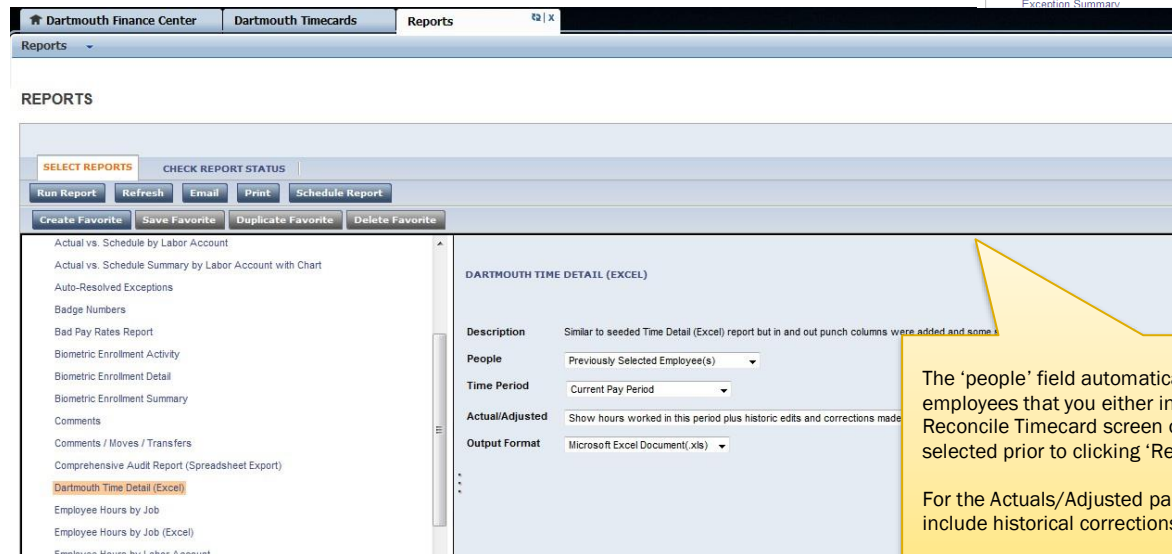 Exception Summary
Dartmouth Finance Center Dartmouth Timecards Reports X
Reports
REPORTS
SELECT REPORTS CHECK REPORT STATUS
Run Report Refresh Email Print Schedule Report
Create Favorite Save Favorite Duplicate Favorite Delete Favorite
Actual vs. Schedule by Labor Account
Actual vs. Schedule Summary by Labor Account with Chart
Auto-Resolved Exceptions
Badge Numbers
Bad Pay Rates Report
Biometric Enrollment Activity
Biometric Enrollment Detail
Biometric Enrollment Summary
Comments
Comments / Moves / Transfers
Comprehensive Audit Report (Spreadsheet Export)
Dartmouth Time Detail (Excel)
Employee Hours by Job
Employee Hours by Job (Excel)
Employee Hours by Labor Account
DARTMOUTH TIME DETAIL (EXCEL)
Description Similar to seeded Time Detail (Excel) report but in and out punch columns were added and some
People Previously Selected Employee(s)
Time Period Current Pay Period
Actual/Adjusted Show hours worked in this period plus historic edits and corrections made
Output Format Microsoft Excel Document(.xls)
The ‘people’ field
employees that you either
Reconcile Timecard screen
selected prior to clicking
For the Actuals/Adjusted
include historical